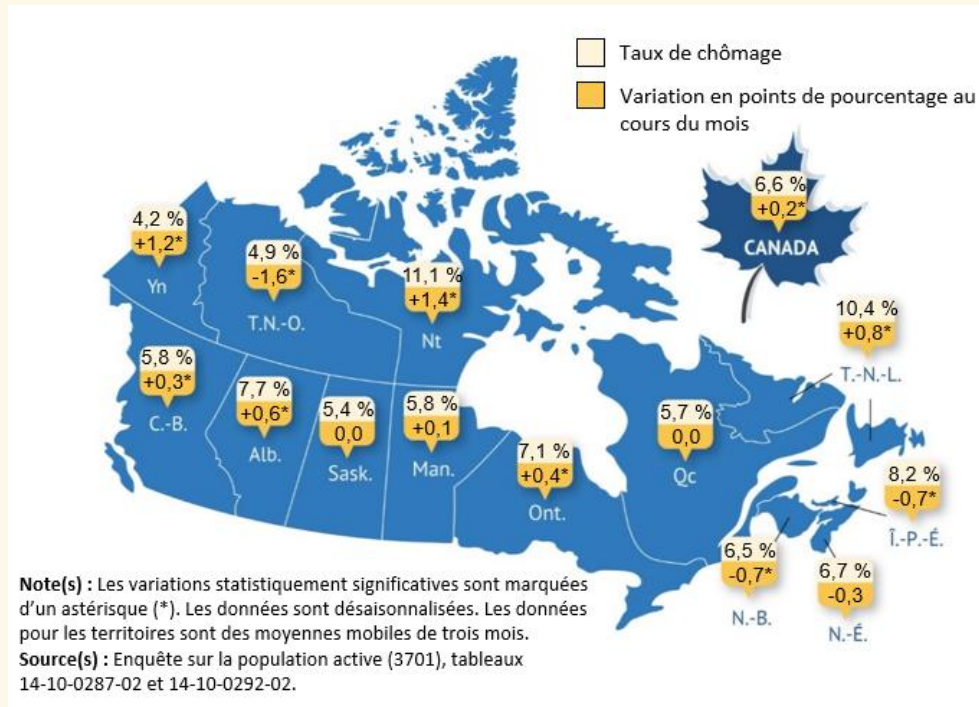 Taux de chômage
Variation en points de pourcentage au
cours du mois
6,6 %
+0,2*
CANADA
4,2 %
+1,2*
Yn
4,9 %
-1,6*
T.N.-O.
11,1 %
+1,4*
Nt
10,4 %
+0,8*
T.-N.-L.
5,8 %
+0,3*
C.-B.
7,7 %
+0,6*
Alb.
5,4 %
0,0
Sask.
5,8 %
+0,1
Man.
7,1 %
+0,4*
Ont.
5,7 %
0,0
Qc
8,2 %
-0,7*
Î.-P.-É.
6,5 %
-0,7*
N.-B.
6,7 %
-0,3
N.-É.
Note(s) : Les variations statistiquement significatives sont marquées
d’un astérisque (*). Les données sont désaisonnalisées. Les données
pour les territoires sont des moyennes mobiles de trois mois.
Source(s) : Enquête sur la population active (3701), tableaux
14-10-0287-02 et 14-10-0292-02.